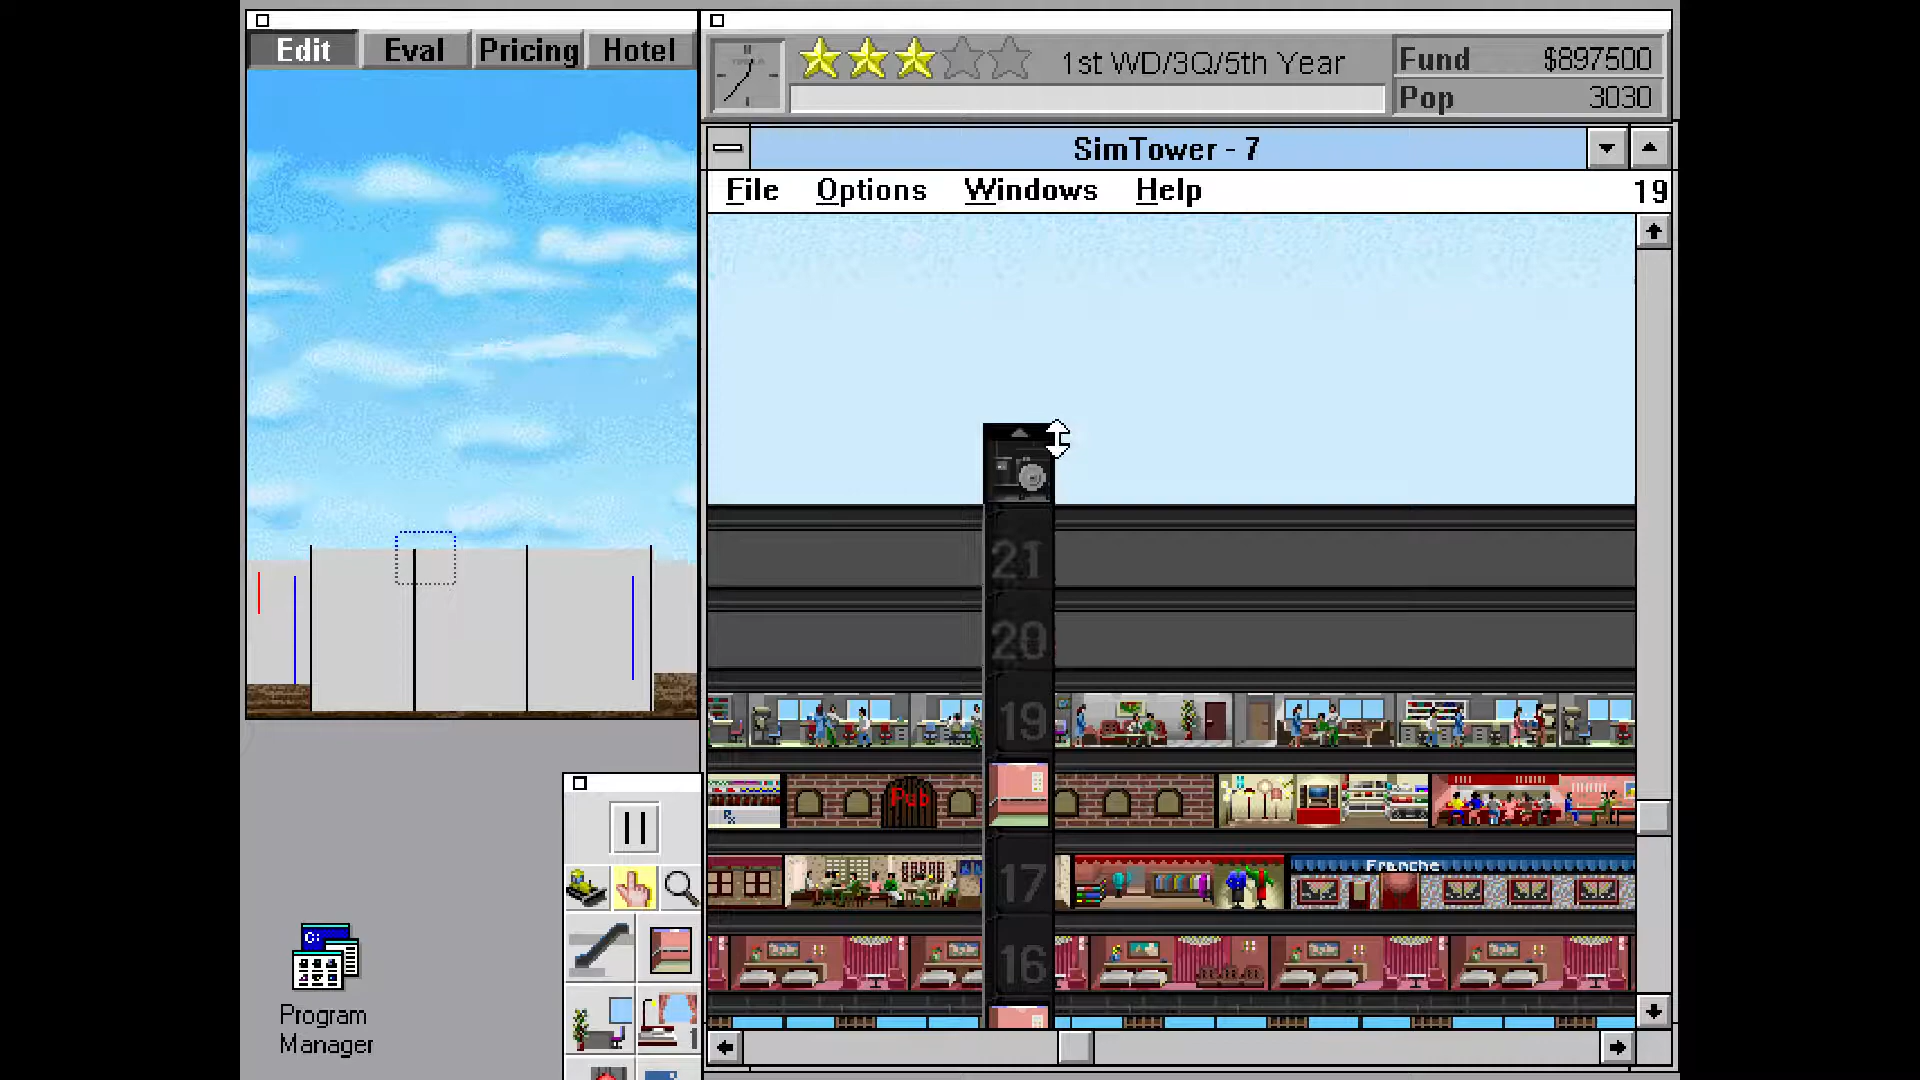 Edit Eval Pricing Hotel
1st WD/3Q/5th Year
Fund $897500
Pop 3030
SimTower - 7
File Options Windows Help 19
21
20
19
Pub
17
Franche
16
C:\
1
Program
Manager